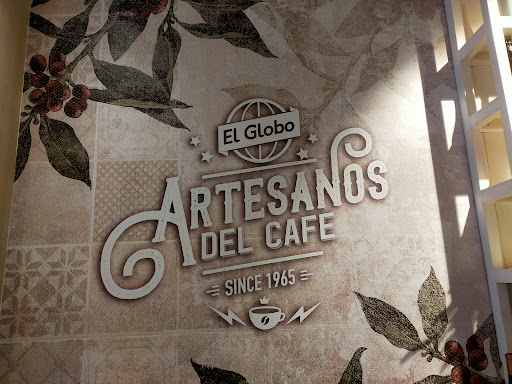 El Globo
ARTESANOS
DEL CAFE
SINCE 1965